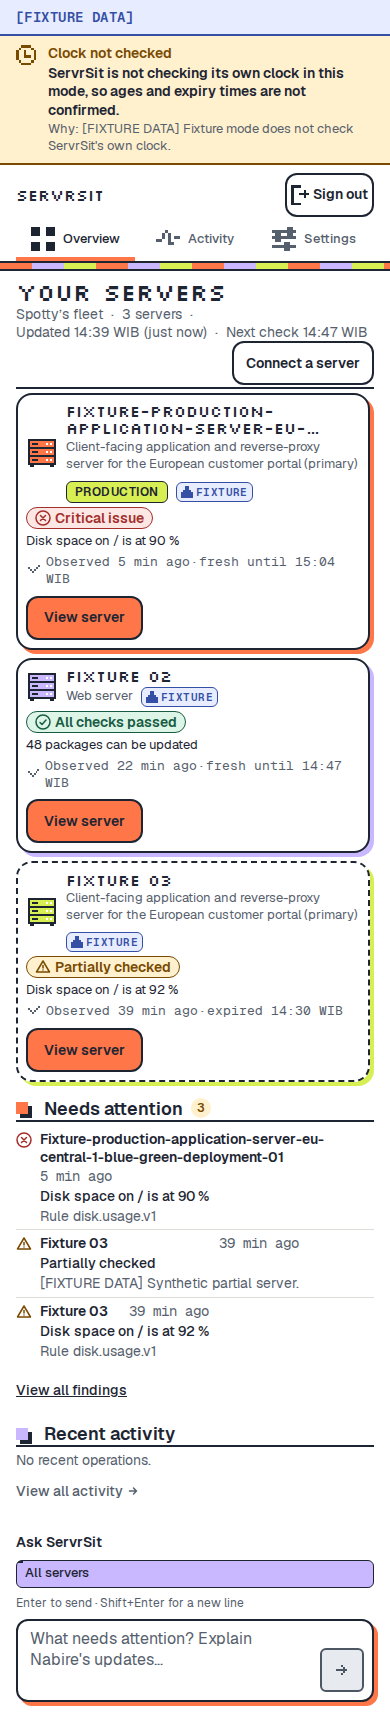 [FIXTURE DATA]
Clock not checked
ServrSit is not checking its own clock in this
mode, so ages and expiry times are not
confirmed.
Why: [FIXTURE DATA] Fixture mode does not check
ServrSit's own clock.
SERVRSIT
Sign out
Overview
Activity
Settings
YOUR SERVERS
Spotty's fleet · 3 servers ·
Updated 14:39 WIB (just now) · Next check 14:47 WIB
Connect a server
FIXTURE-PRODUCTION-
APPLICATION-SERVER-EU-...
Client-facing application and reverse-proxy
server for the European customer portal (primary)
PRODUCTION
FIXTURE
Critical issue
Disk space on / is at 90 %
Observed 5 min ago · fresh until 15:04
WIB
View server
FIXTURE 02
Web server
FIXTURE
All checks passed
48 packages can be updated
Observed 22 min ago · fresh until 14:47
WIB
View server
FIXTURE 03
Client-facing application and reverse-proxy
server for the European customer portal (primary)
FIXTURE
Partially checked
Disk space on / is at 92 %
Observed 39 min ago · expired 14:30 WIB
View server
Needs attention 3
Fixture-production-application-server-eu-
central-1-blue-green-deployment-01
5 min ago
Disk space on / is at 90 %
Rule disk.usage.v1
Fixture 03 39 min ago
Partially checked
[FIXTURE DATA] Synthetic partial server.
Fixture 03 39 min ago
Disk space on / is at 92 %
Rule disk.usage.v1
View all findings
Recent activity
No recent operations.
View all activity →
Ask ServrSit
All servers
Enter to send · Shift+Enter for a new line
What needs attention? Explain
Nabire's updates...
→